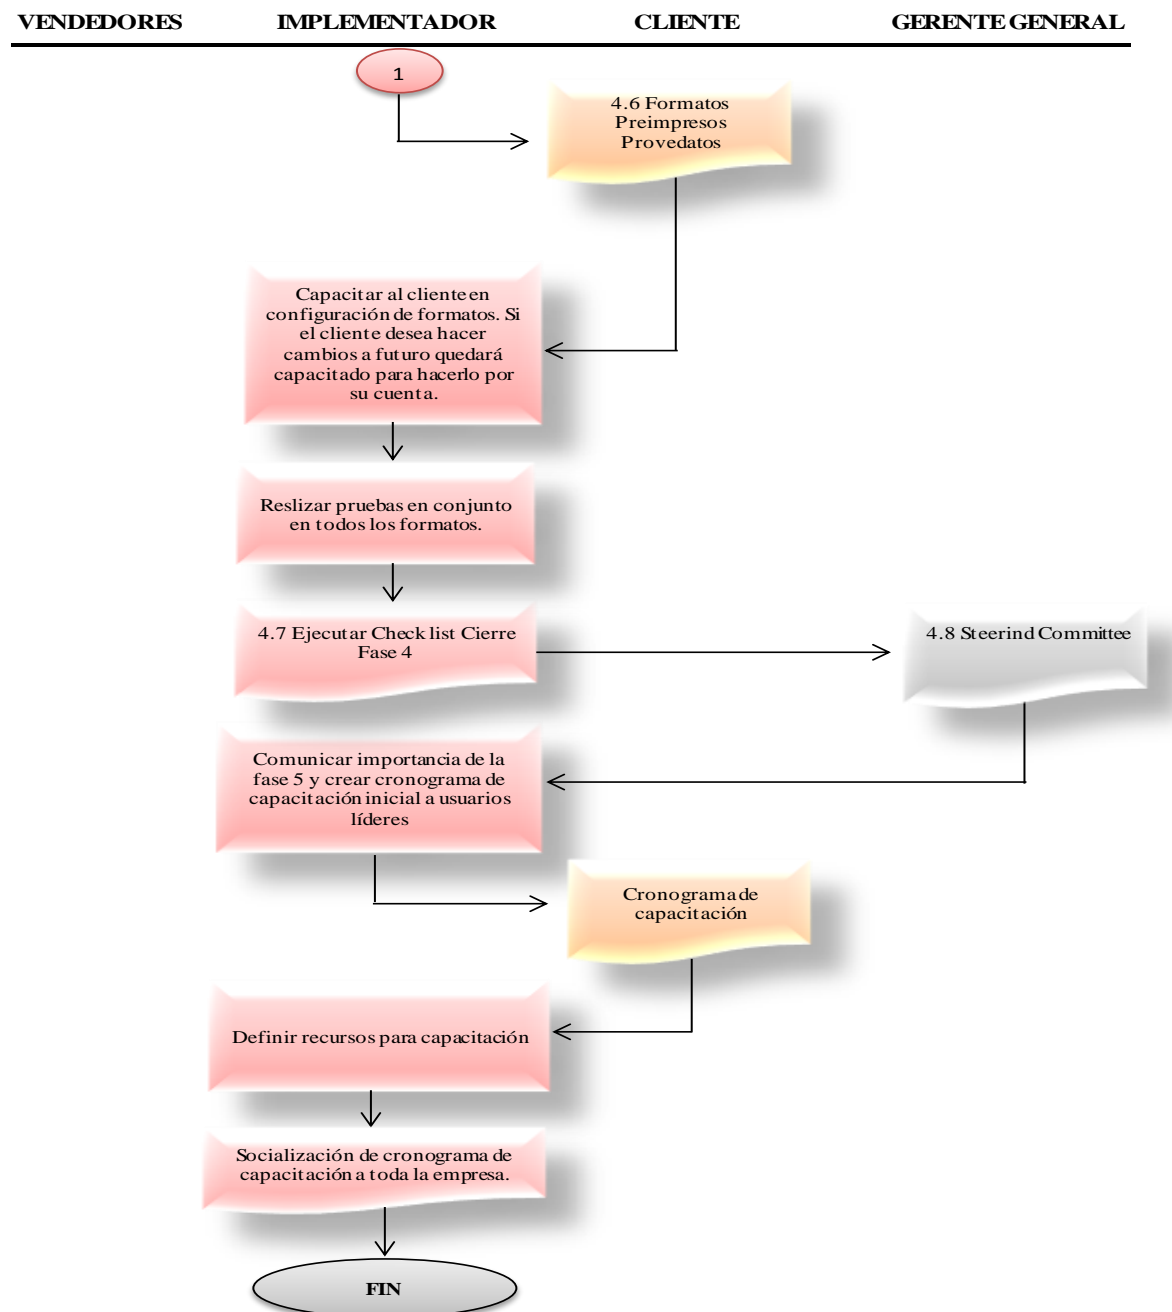 VENDEDORES IMPLEMENTADOR CLIENTE GERENTE GENERAL
1
4.6 Formatos
Preimpresos
Provedatos
Capacitar al cliente en
configuración de formatos. Si
el cliente desea hacer
cambios a futuro quedará
capacitado para hacerlo por
su cuenta.
Reslizar pruebas en conjunto
en todos los formatos.
4.7 Ejecutar Check list Cierre
Fase 4
4.8 Steerind Committee
Comunicar importancia de la
fase 5 y crear cronograma de
capacitación inicial a usuarios
líderes
Cronograma de
capacitación
Definir recursos para capacitación
Socialización de cronograma de
capacitación a toda la empresa.
FIN